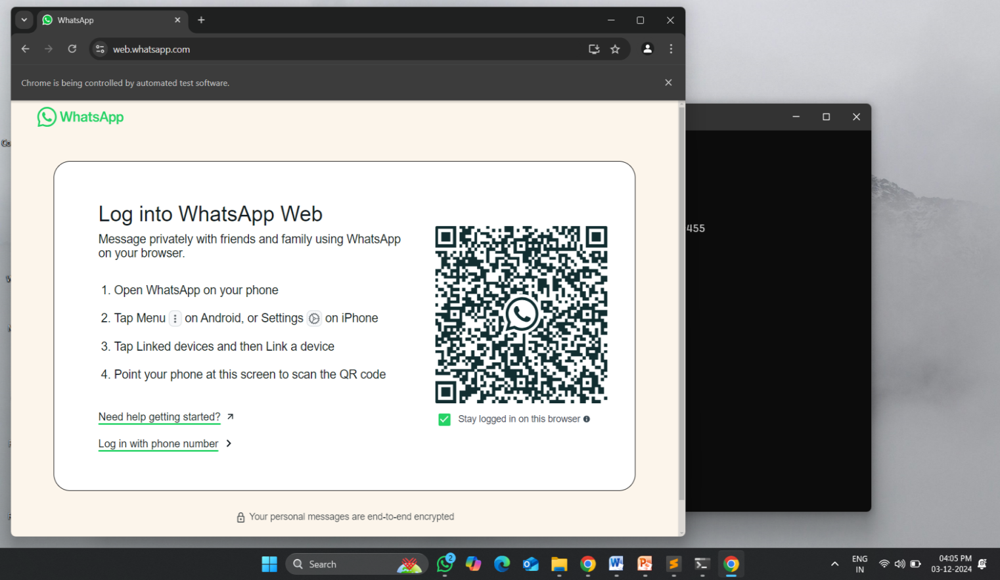 WhatsApp
web.whatsapp.com
Chrome is being controlled by automated test software.
WhatsApp
Log into WhatsApp Web
Message privately with friends and family using WhatsApp
on your browser.
1. Open WhatsApp on your phone
2. Tap Menu on Android, or Settings on iPhone
3. Tap Linked devices and then Link a device
4. Point your phone at this screen to scan the QR code
Need help getting started?
Log in with phone number
Stay logged in on this browser
Your personal messages are end-to-end encrypted
455
Search
2
ENG
IN
04:05 PM
03-12-2024